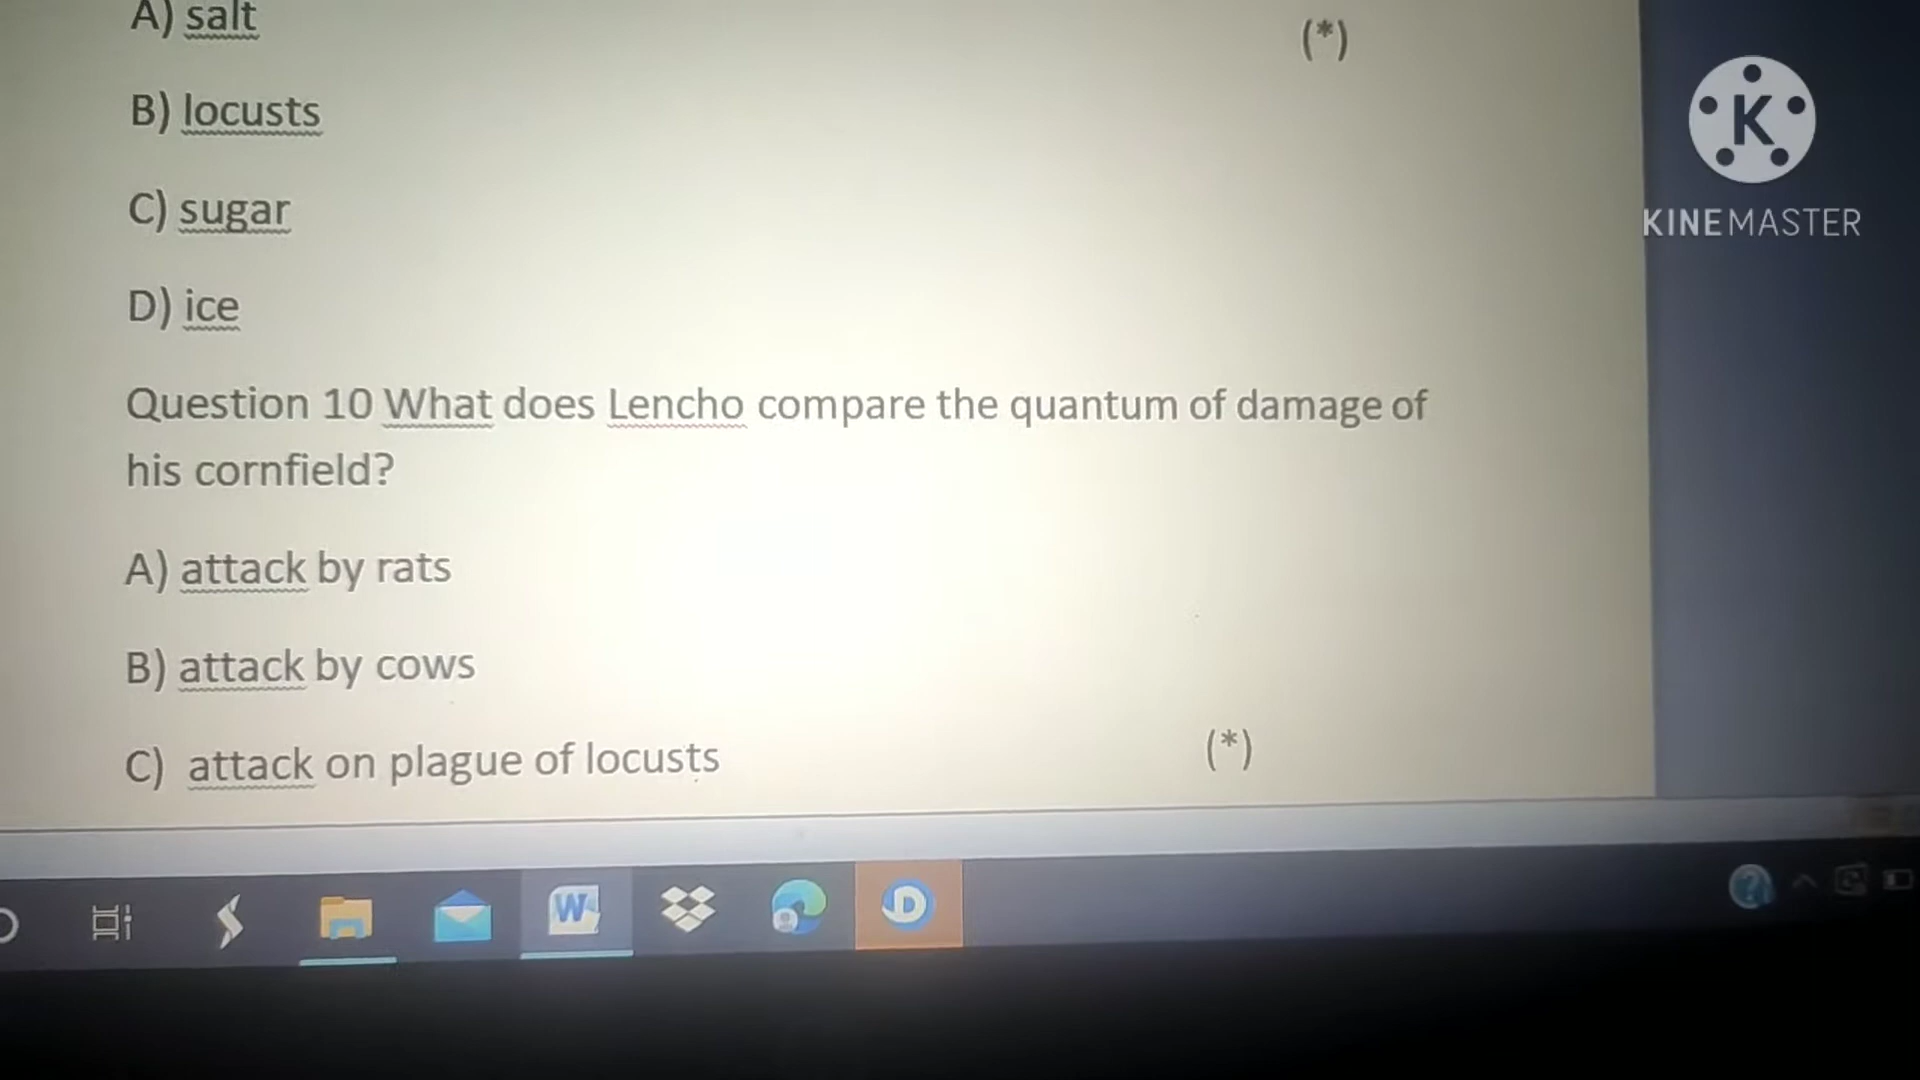 A) salt (*)
B) locusts
C) sugar
D) ice
Question 10 What does Lencho compare the quantum of damage of
his cornfield?
A) attack by rats
B) attack by cows
C) attack on plague of locusts (*)
K
KINEMASTER
W
D
?